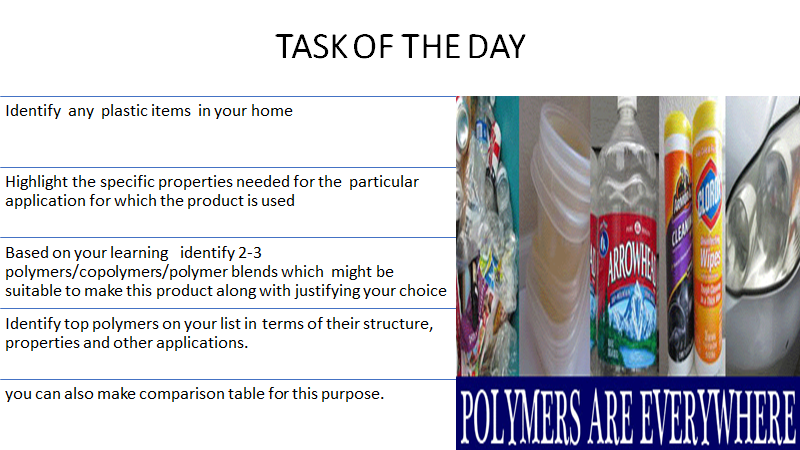 TASK OF THE DAY
Identify any plastic items in your home
Highlight the specific properties needed for the particular
application for which the product is used
Based on your learning identify 2-3
polymers/copolymers/polymer blends which might be
suitable to make this product along with justifying your choice
Identify top polymers on your list in terms of their structure,
properties and other applications.
you can also make comparison table for this purpose.
ARROWHEA
CLEANI
CLOROX
Wipes
POLYMERS ARE EVERYWHERE